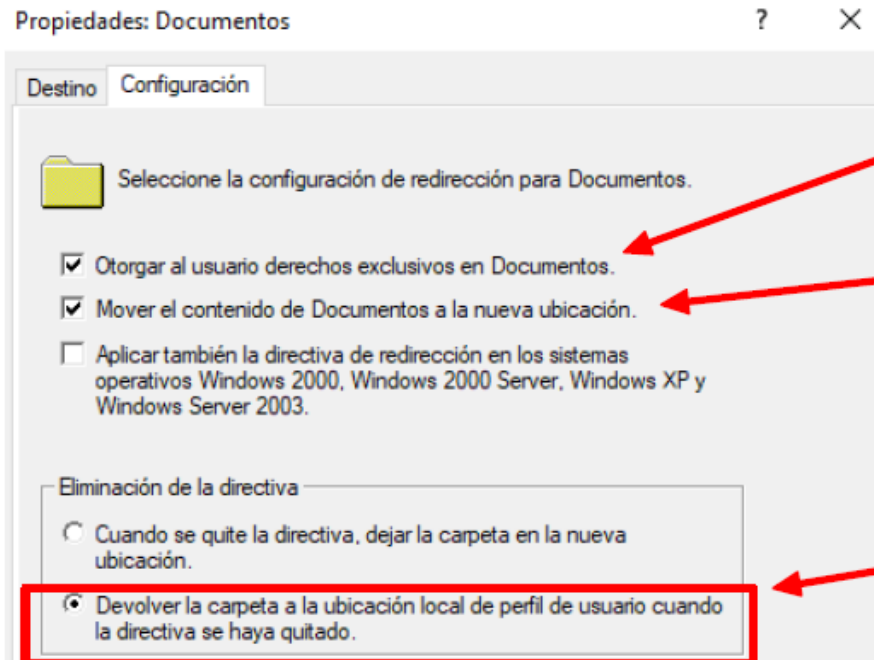 Propiedades: Documentos
?
Destino
Configuración
Seleccione la configuración de redirección para Documentos.
Otorgar al usuario derechos exclusivos en Documentos.
Mover el contenido de Documentos a la nueva ubicación.
Aplicar también la directiva de redirección en los sistemas
operativos Windows 2000, Windows 2000 Server, Windows XP y
Windows Server 2003.
Eliminación de la directiva
Cuando se quite la directiva, dejar la carpeta en la nueva
ubicación.
Devolver la carpeta a la ubicación local de perfil de usuario cuando
la directiva se haya quitado.